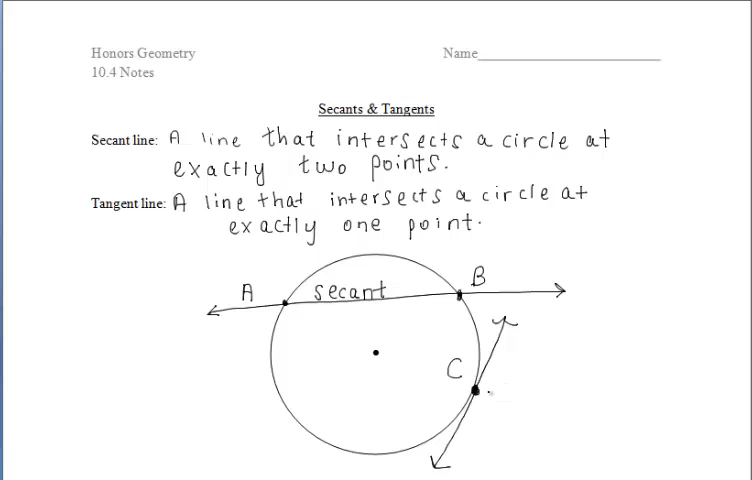 Honors Geometry
Name
10.4 Notes
Secants & Tangents
Secant line: A line that intersects a circle at
exactly two points.
Tangent line: A line that intersects a circle at
exactly one point.
A secant B
C